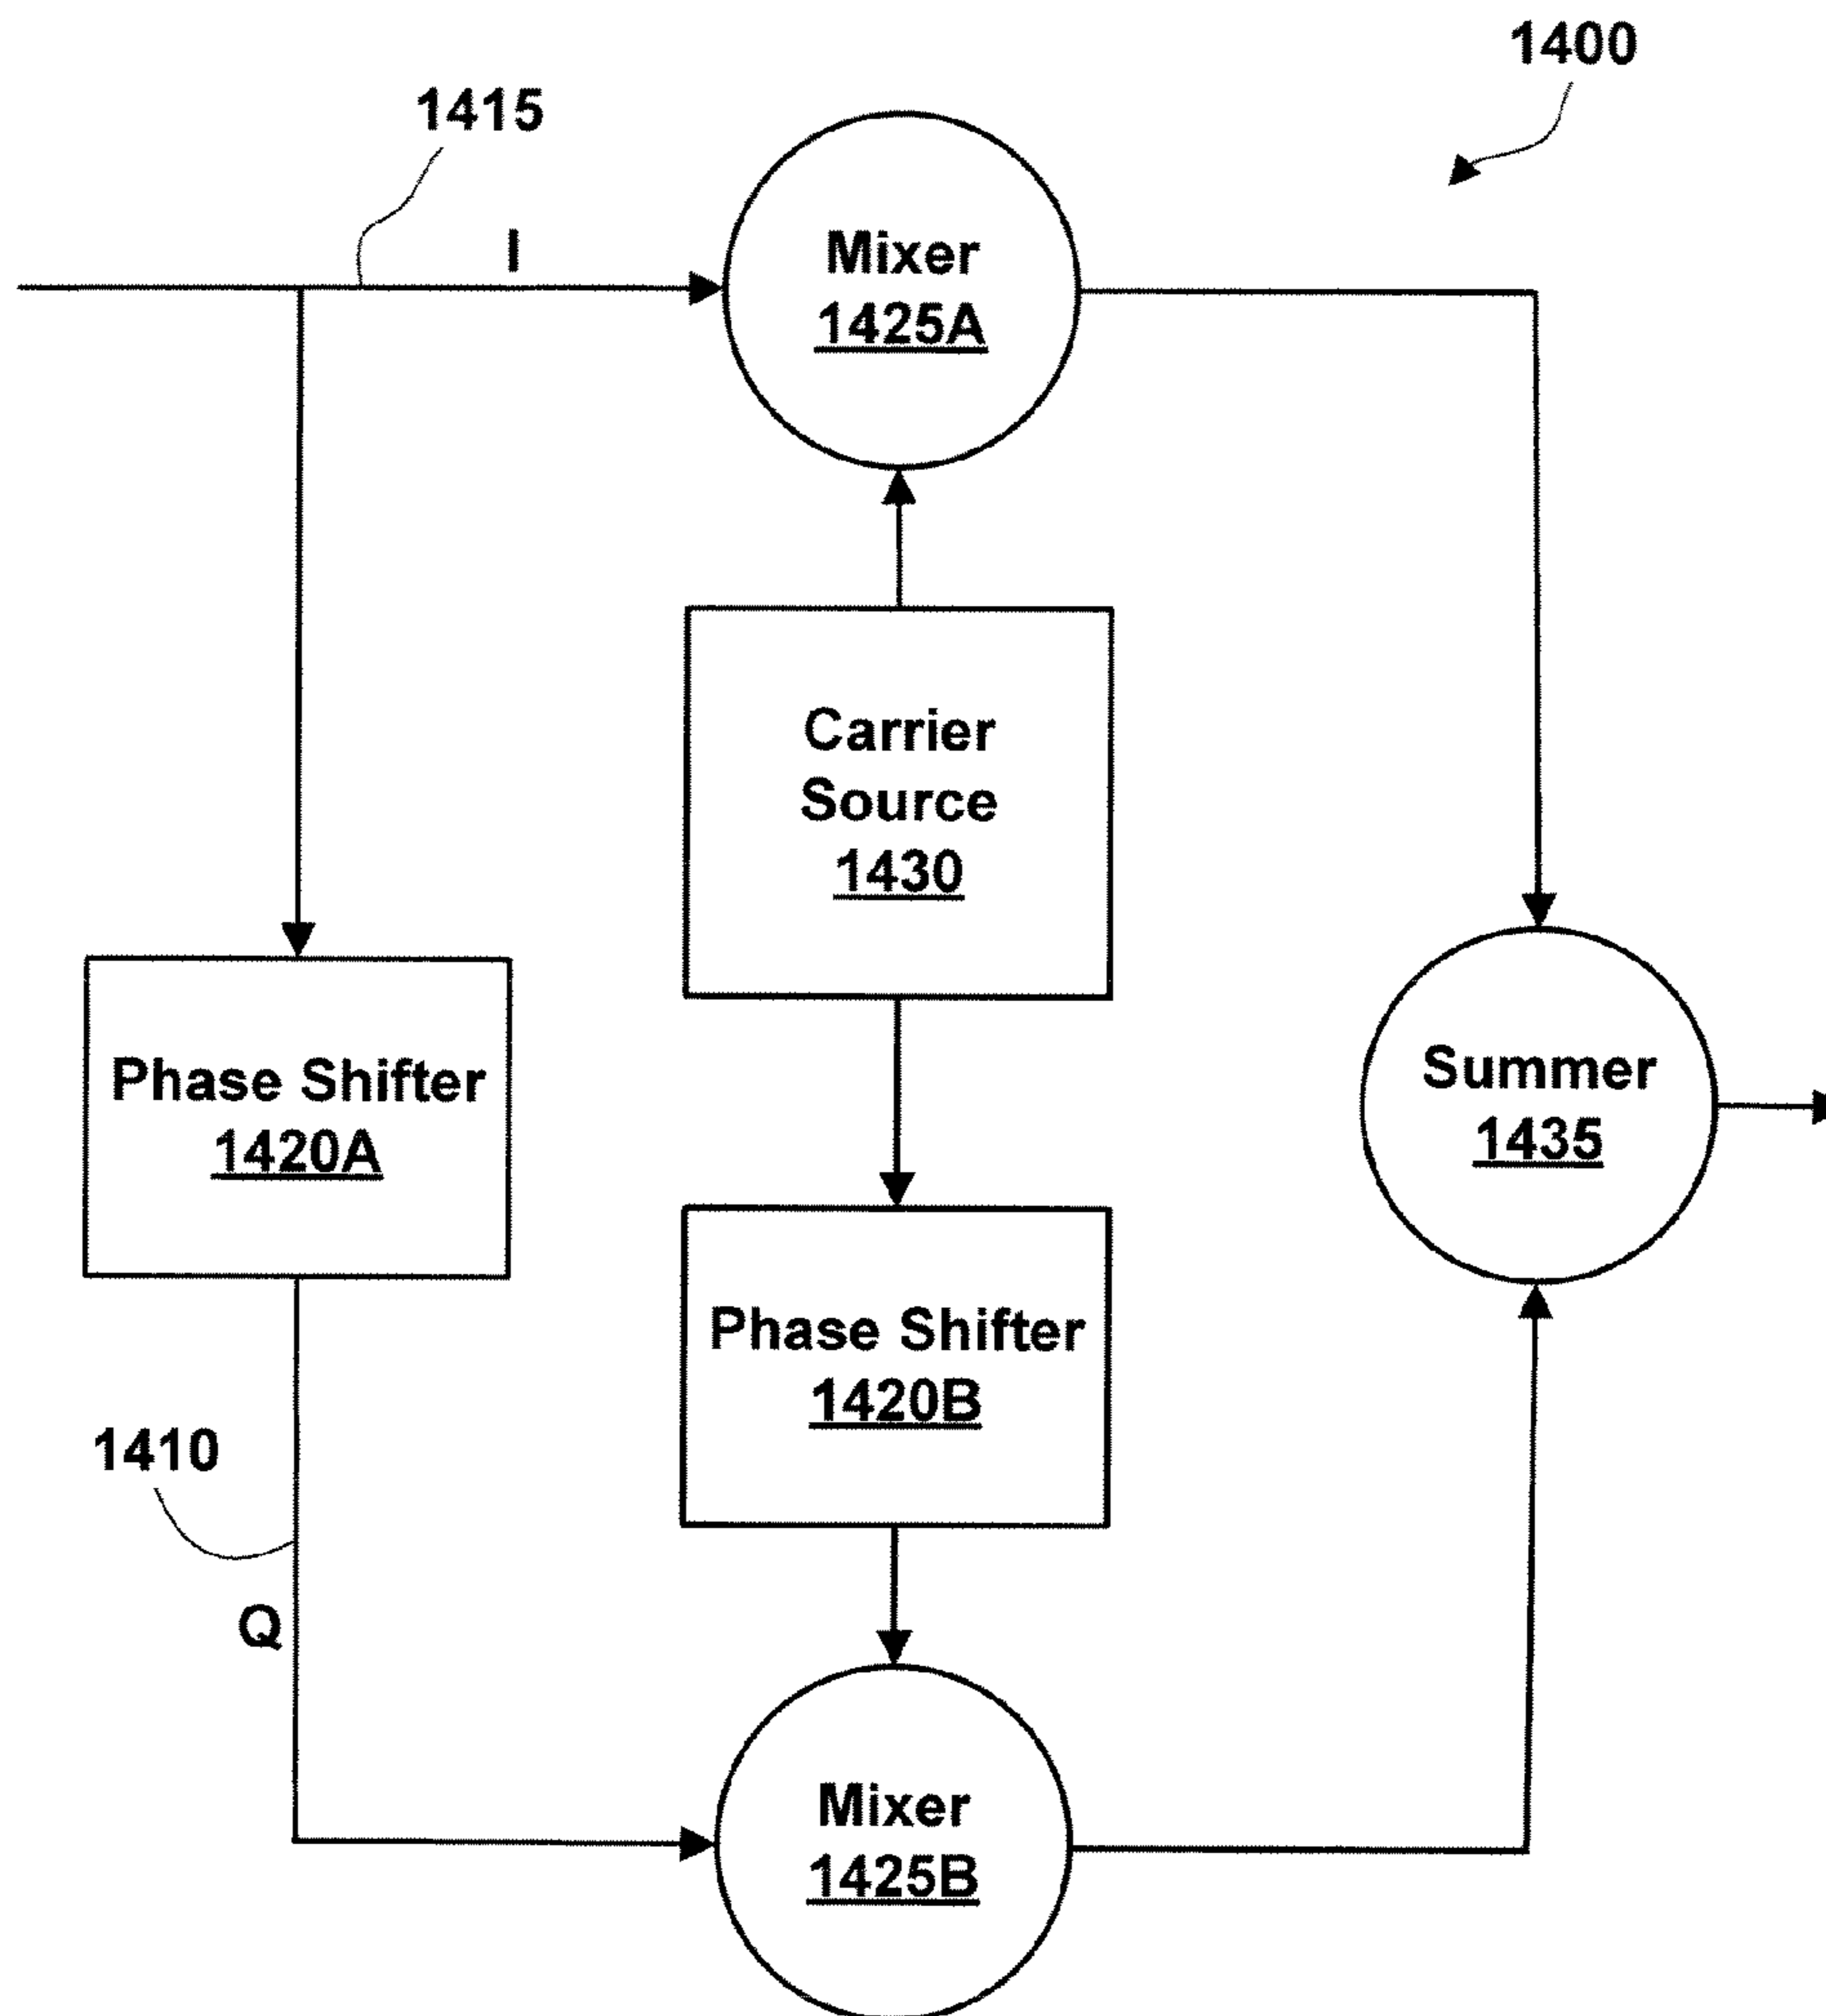 1400
1415
I
Mixer
1425A
Carrier
Source
1430
Phase Shifter
1420A
Summer
1435
Phase Shifter
1420B
1410
Q
Mixer
1425B